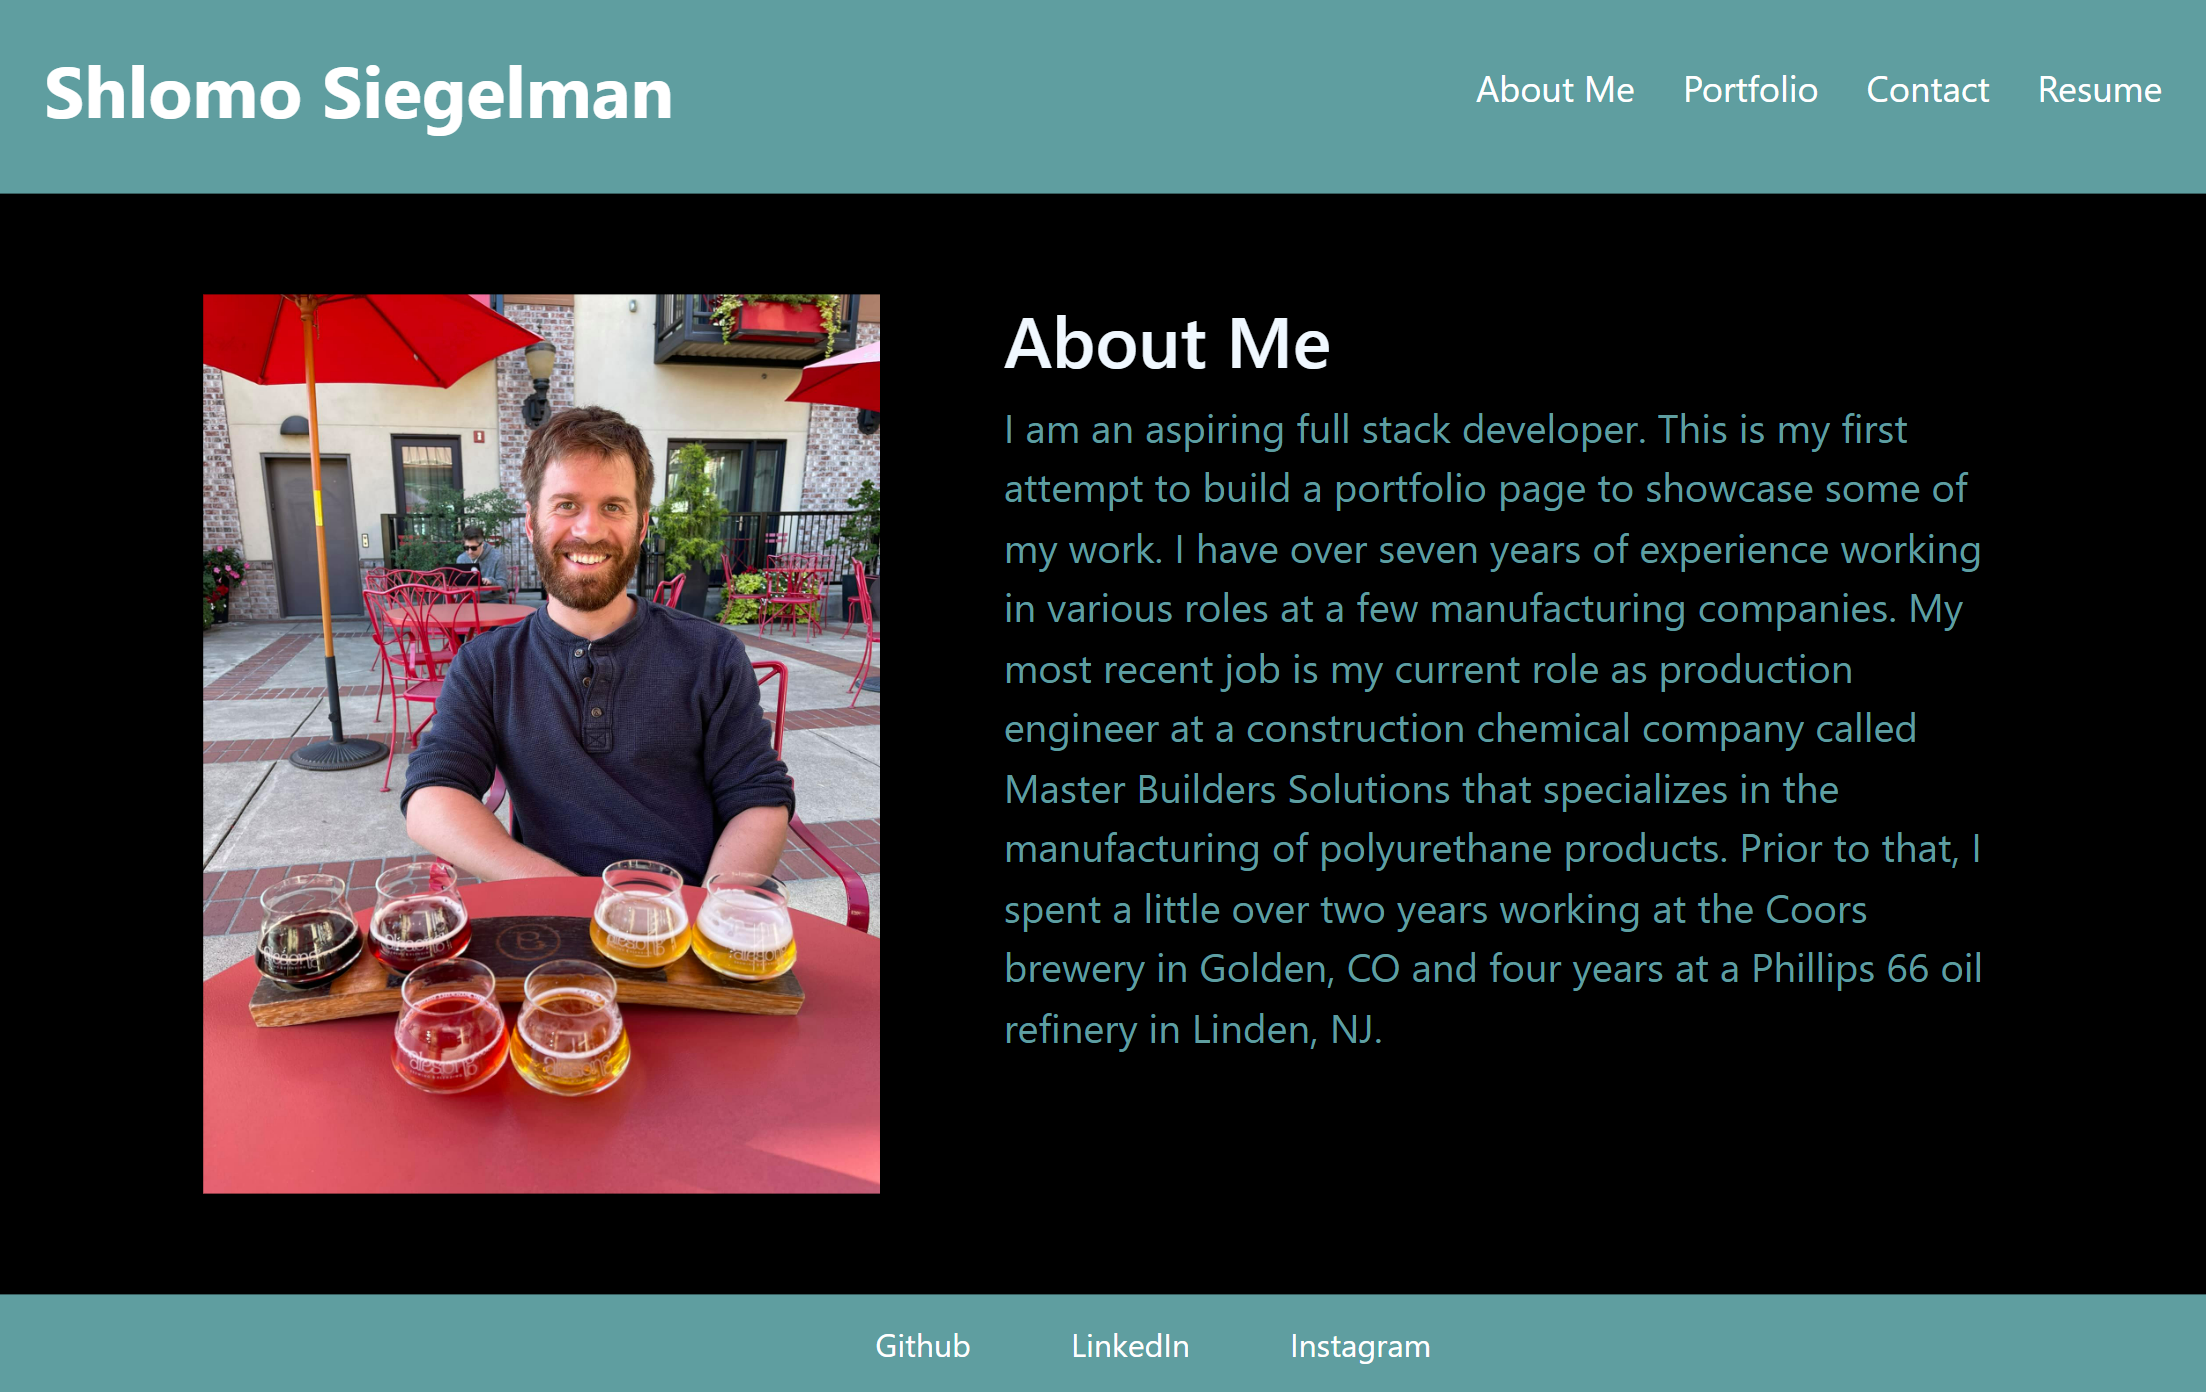 Shlomo Siegelman
About Me
Portfolio
Contact
Resume
About Me
I am an aspiring full stack developer. This is my first
attempt to build a portfolio page to showcase some of
my work. I have over seven years of experience working
in various roles at a few manufacturing companies. My
most recent job is my current role as production
engineer at a construction chemical company called
Master Builders Solutions that specializes in the
manufacturing of polyurethane products. Prior to that, I
spent a little over two years working at the Coors
brewery in Golden, CO and four years at a Phillips 66 oil
refinery in Linden, NJ.
Github
LinkedIn
Instagram